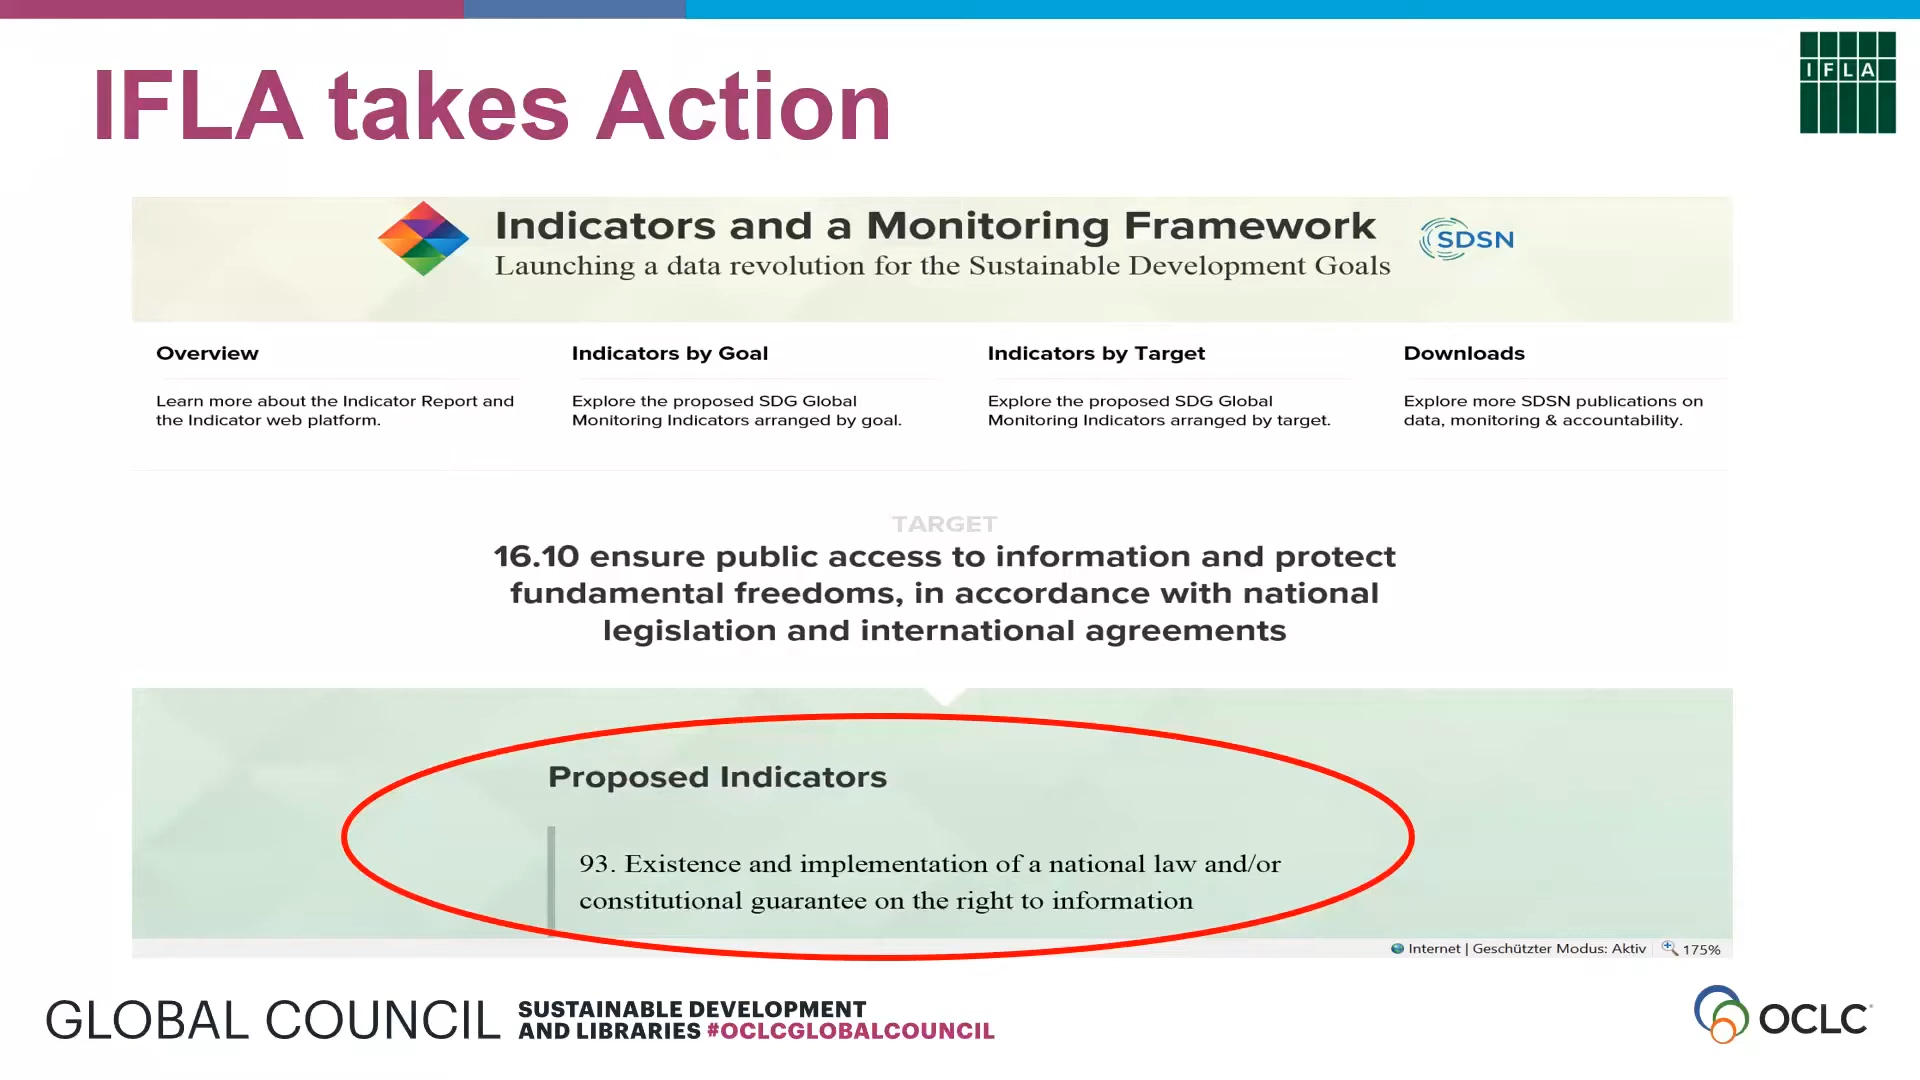 IFLA takes Action
IFLA
Indicators and a Monitoring Framework
Launching a data revolution for the Sustainable Development Goals
SDSN
Overview
Learn more about the Indicator Report and
the Indicator web platform.
Indicators by Goal
Explore the proposed SDG Global
Monitoring Indicators arranged by goal.
Indicators by Target
Explore the proposed SDG Global
Monitoring Indicators arranged by target.
Downloads
Explore more SDSN publications on
data, monitoring & accountability.
TARGET
16.10 ensure public access to information and protect
fundamental freedoms, in accordance with national
legislation and international agreements
Proposed Indicators
93. Existence and implementation of a national law and/or
constitutional guarantee on the right to information
Internet | Geschützter Modus: Aktiv
175%
GLOBAL COUNCIL
SUSTAINABLE DEVELOPMENT
AND LIBRARIES #OCLCGLOBALCOUNCIL
OCLC